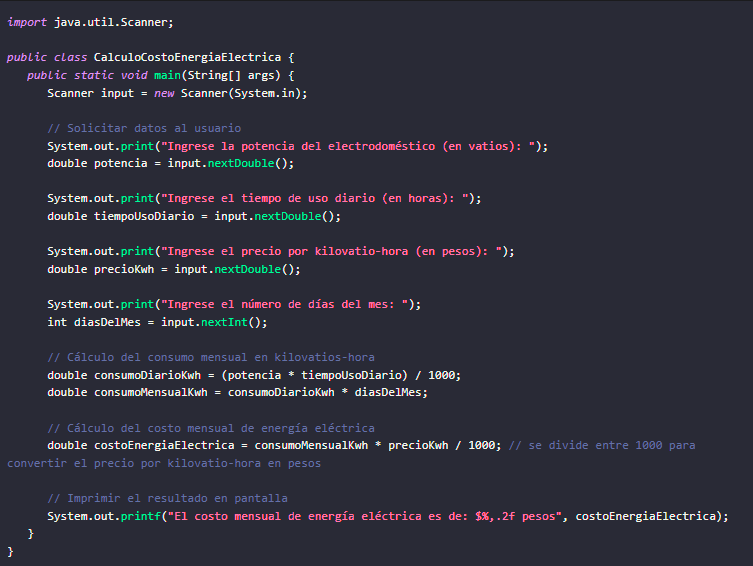 import java.util.Scanner;
public class CalculoCostoEnergiaElectrica {
public static void main(String[] args) {
Scanner input = new Scanner(System.in);
// Solicitar datos al usuario
System.out.print("Ingrese la potencia del electrodoméstico (en vatios): ");
double potencia = input.nextDouble();
System.out.print("Ingrese el tiempo de uso diario (en horas): ");
double tiempoUsoDiario = input.nextDouble();
System.out.print("Ingrese el precio por kilovatio-hora (en pesos): ");
double precioKwh = input.nextDouble();
System.out.print("Ingrese el número de días del mes: ");
int diasDelMes = input.nextInt();
// Cálculo del consumo mensual en kilovatios-hora
double consumoDiarioKwh = (potencia * tiempoUsoDiario) / 1000;
double consumoMensualKwh = consumoDiarioKwh * diasDelMes;
// Cálculo del costo mensual de energía eléctrica
double costoEnergiaElectrica = consumoMensualKwh * precioKwh / 1000; // se divide entre 1000 para
convertir el precio por kilovatio-hora en pesos
// Imprimir el resultado en pantalla
System.out.printf("El costo mensual de energía eléctrica es de: $%,.2f pesos", costoEnergiaElectrica);
}
}